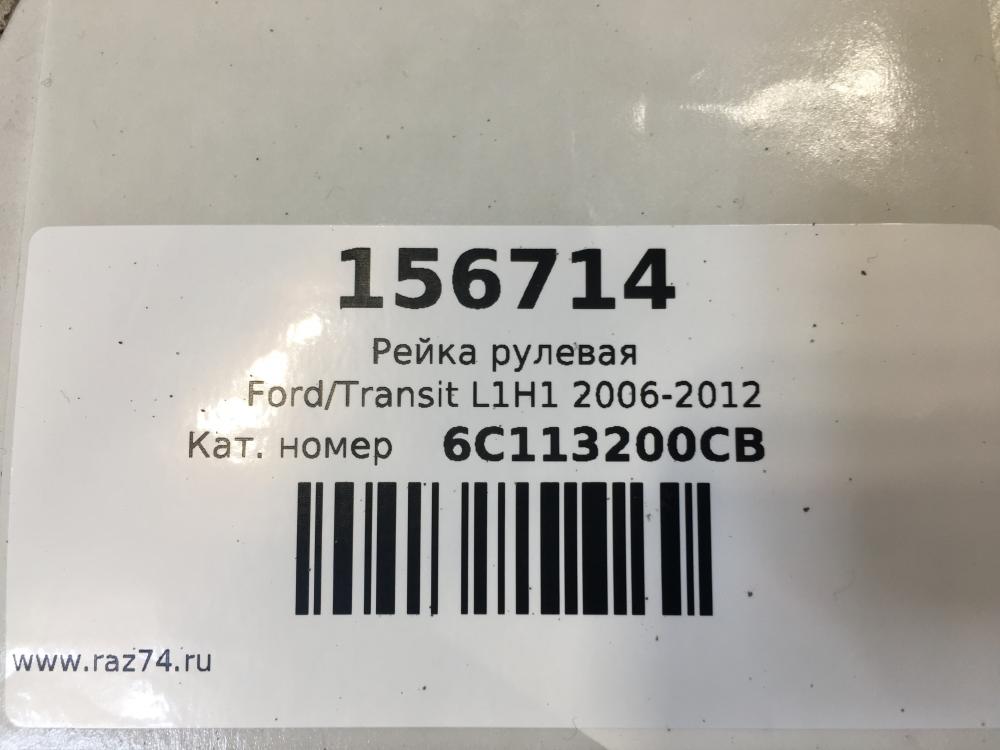 156714
Рейка рулевая
Ford/Transit L1H1 2006-2012
Кат. номер 6C113200CB
www.raz74.ru